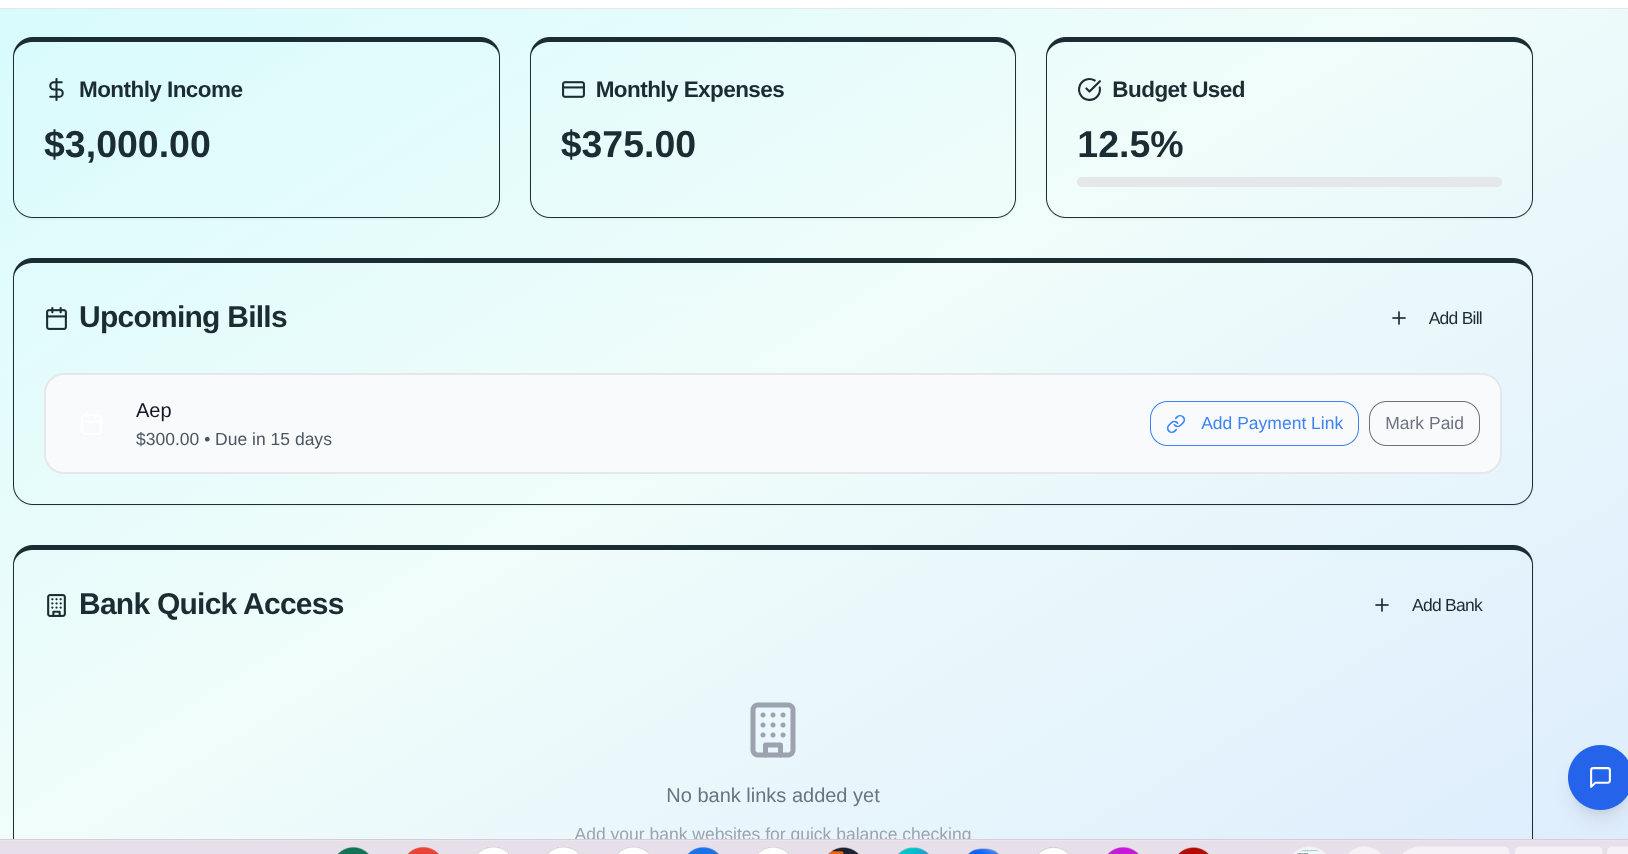 Monthly Income
$3,000.00
Monthly Expenses
$375.00
Budget Used
12.5%
Upcoming Bills
Add Bill
Aep
$300.00 • Due in 15 days
Add Payment Link
Mark Paid
Bank Quick Access
Add Bank
No bank links added yet
Add your bank websites for quick balance checking